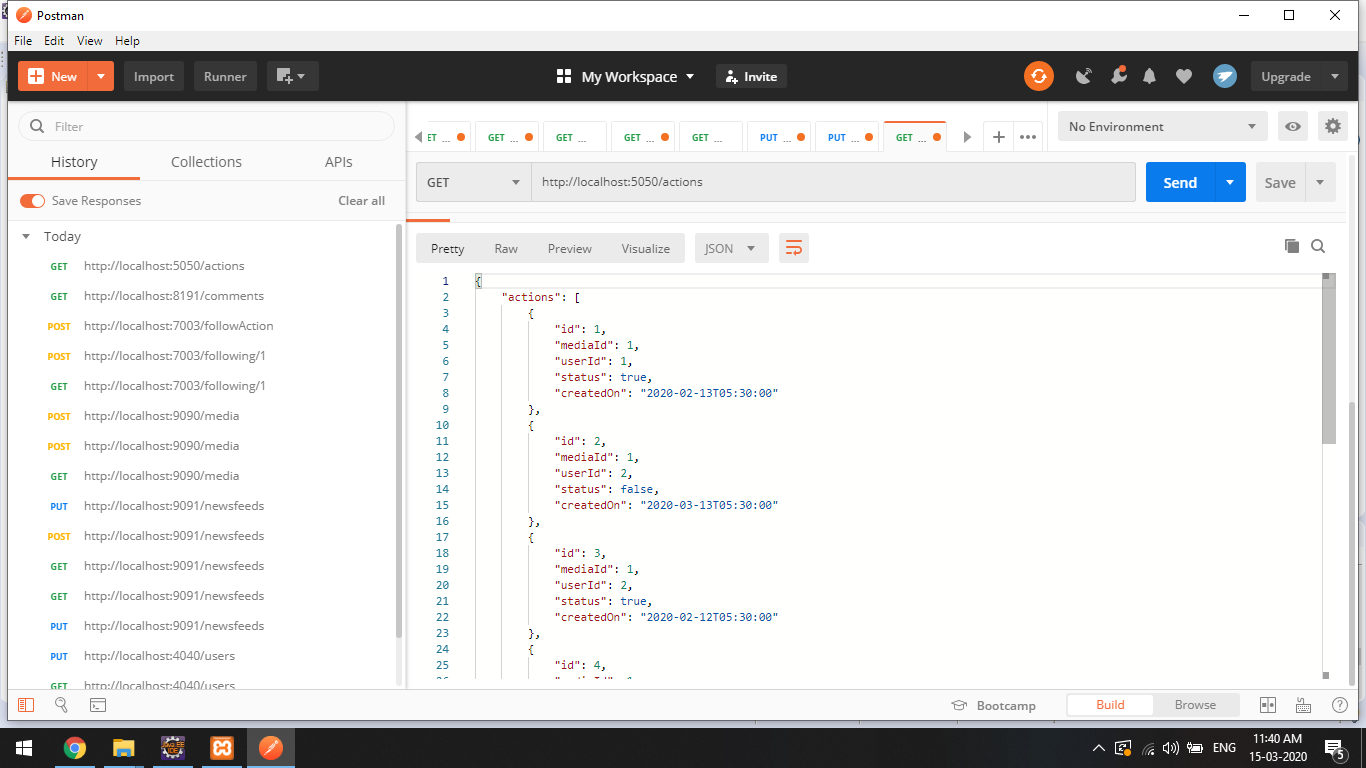 Postman
File Edit View Help
New Import Runner My Workspace Invite Upgrade
Filter
History Collections APIs
Save Responses Clear all
Today
GET http://localhost:5050/actions
GET http://localhost:8191/comments
POST http://localhost:7003/followAction
POST http://localhost:7003/following/1
GET http://localhost:7003/following/1
POST http://localhost:9090/media
POST http://localhost:9090/media
GET http://localhost:9090/media
PUT http://localhost:9091/newsfeeds
POST http://localhost:9091/newsfeeds
GET http://localhost:9091/newsfeeds
GET http://localhost:9091/newsfeeds
PUT http://localhost:9091/newsfeeds
PUT http://localhost:4040/users
GET http://localhost:4040/users
ET ... GET ... GET ... GET ... GET ... PUT ... PUT ... GET ... + •••
No Environment
GET http://localhost:5050/actions Send Save
Pretty Raw Preview Visualize JSON
1 {
2 "actions": [
3 {
4 "id": 1,
5 "mediaId": 1,
6 "userId": 1,
7 "status": true,
8 "createdOn": "2020-02-13T05:30:00"
9 },
10 {
11 "id": 2,
12 "mediaId": 1,
13 "userId": 2,
14 "status": false,
15 "createdOn": "2020-03-13T05:30:00"
16 },
17 {
18 "id": 3,
19 "mediaId": 1,
20 "userId": 2,
21 "status": true,
22 "createdOn": "2020-02-12T05:30:00"
23 },
24 {
25 "id": 4,
Bootcamp Build Browse
ENG 11:40 AM
15-03-2020
5